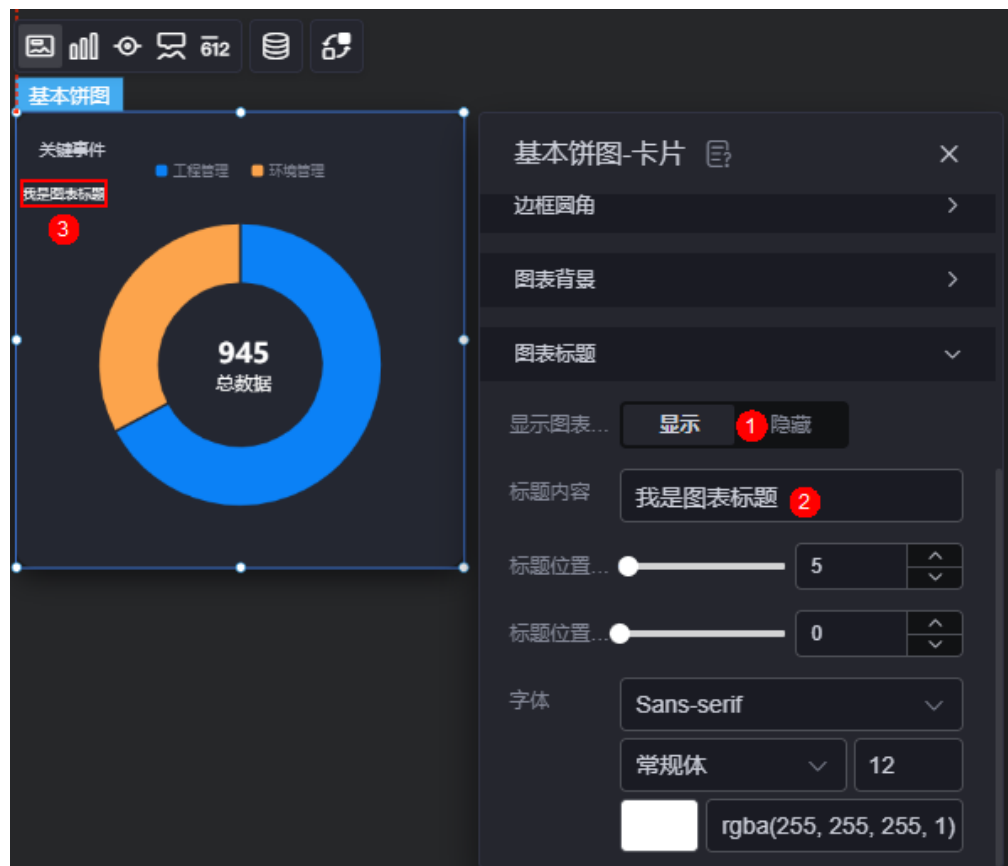 612
基本饼图
关键事件
工程管理 环境管理
我是图表标题
3
945
总数据
基本饼图-卡片
边框圆角
图表背景
图表标题
显示图表... 显示 1 隐藏
标题内容 我是图表标题 2
标题位置... 5
标题位置... 0
字体 Sans-serif
常规体 12
rgba(255, 255, 255, 1)